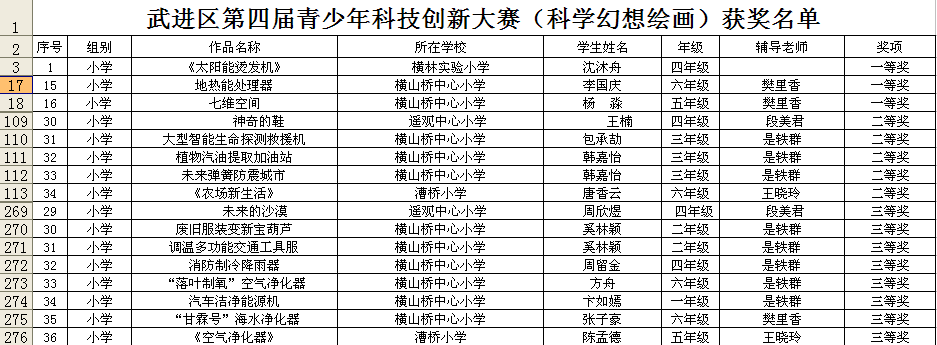 1 武进区第四届青少年科技创新大赛（科学幻想绘画）获奖名单
2 序号 组别 作品名称 所在学校 学生姓名 年级 辅导老师 奖项
3 1 小学 《太阳能烫发机》 横林实验小学 沈沭舟 四年级 一等奖
17 15 小学 地热能处理器 横山桥中心小学 李国庆 六年级 樊里香 一等奖
18 16 小学 七维空间 横山桥中心小学 杨 淼 五年级 樊里香 一等奖
109 30 小学 神奇的鞋 遥观中心小学 王楠 四年级 段美君 二等奖
110 31 小学 大型智能生命探测救援机 横山桥中心小学 包承劼 三年级 是轶群 二等奖
111 32 小学 植物汽油提取加油站 横山桥中心小学 韩嘉怡 三年级 是轶群 二等奖
112 33 小学 未来弹簧防震城市 横山桥中心小学 韩嘉怡 三年级 是轶群 二等奖
113 34 小学 《农场新生活》 漕桥小学 唐香云 六年级 王晓玲 二等奖
269 29 小学 未来的沙漠 遥观中心小学 周欣煜 四年级 段美君 三等奖
270 30 小学 废旧服装变新宝葫芦 横山桥中心小学 奚林颖 二年级 是轶群 三等奖
271 31 小学 调温多功能交通工具服 横山桥中心小学 奚林颖 二年级 是轶群 三等奖
272 32 小学 消防制冷降雨器 横山桥中心小学 周留金 四年级 是轶群 三等奖
273 33 小学 “落叶制氧”空气净化器 横山桥中心小学 方舟 六年级 是轶群 三等奖
274 34 小学 汽车洁净能源机 横山桥中心小学 卞如嫣 一年级 是轶群 三等奖
275 35 小学 “甘霖号”海水净化器 横山桥中心小学 张子豪 六年级 樊里香 三等奖
276 36 小学 《空气净化器》 漕桥小学 陈孟德 五年级 王晓玲 三等奖